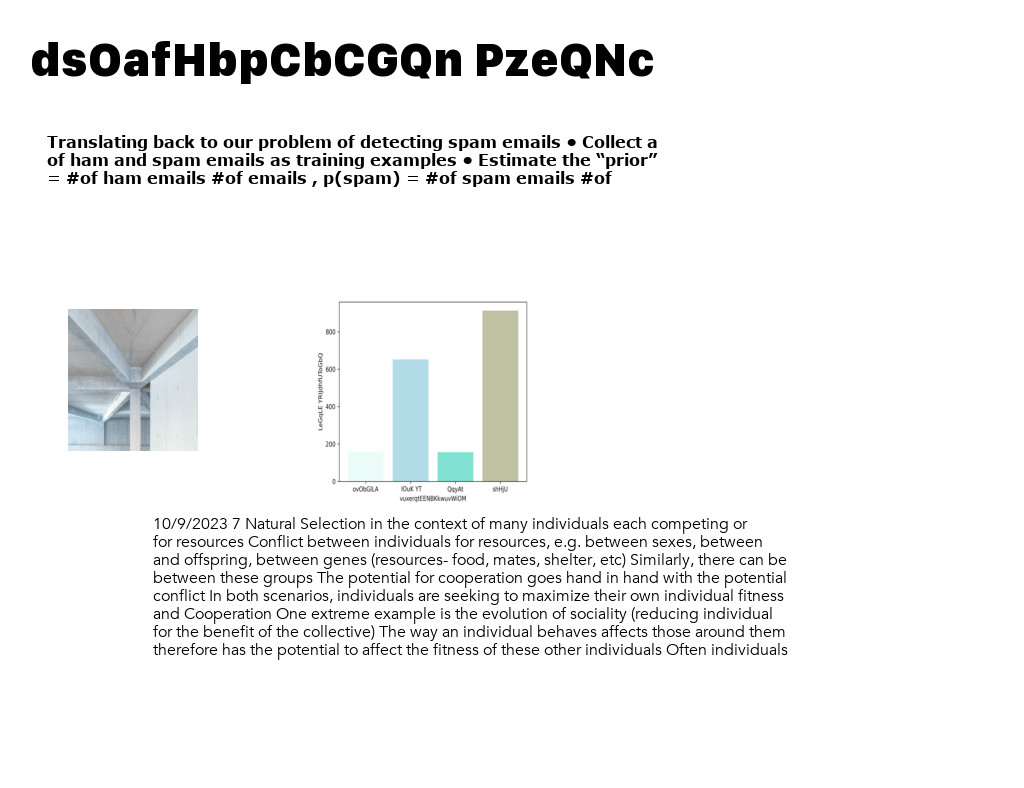 dsOafHbpCbCGQn PzeQNc
Translating back to our problem of detecting spam emails • Collect a
of ham and spam emails as training examples • Estimate the “prior”
= #of ham emails #of emails , p(spam) = #of spam emails #of
800
600
400
200
0
ovObGILA
IOuK YT
QqyAt
shHjU
10/9/2023 7 Natural Selection in the context of many individuals each competing or
for resources Conflict between individuals for resources, e.g. between sexes, between
and offspring, between genes (resources- food, mates, shelter, etc) Similarly, there can be
between these groups The potential for cooperation goes hand in hand with the potential
conflict In both scenarios, individuals are seeking to maximize their own individual fitness
and Cooperation One extreme example is the evolution of sociality (reducing individual
for the benefit of the collective) The way an individual behaves affects those around them
therefore has the potential to affect the fitness of these other individuals Often individuals